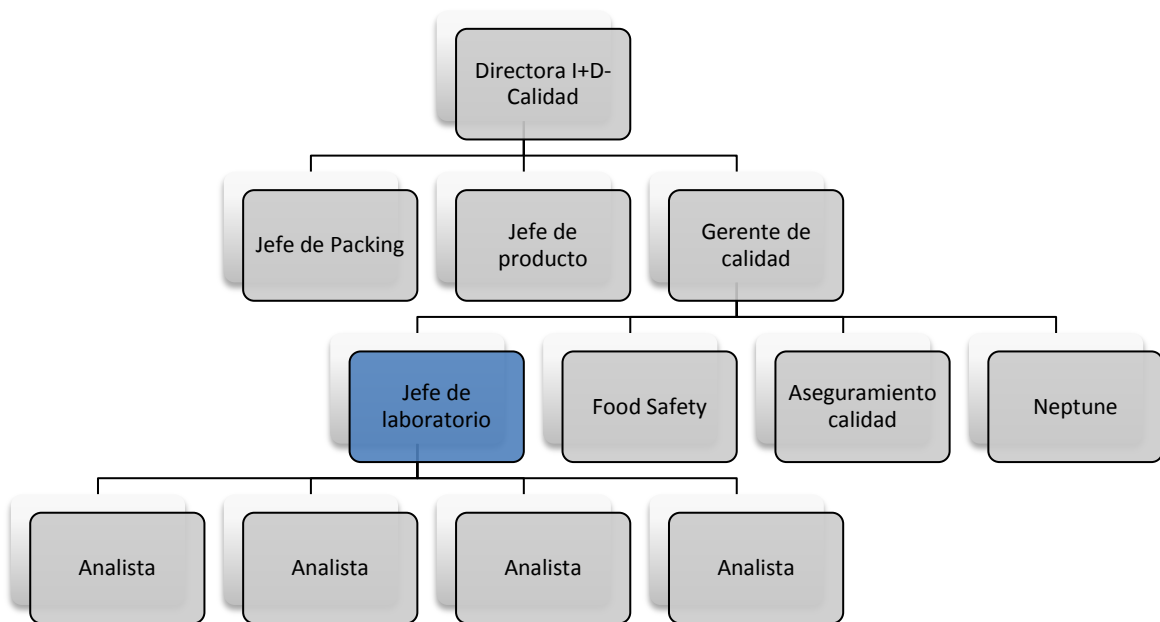 Directora I+D-
Calidad
Jefe de Packing
Jefe de
producto
Gerente de
calidad
Jefe de
laboratorio
Food Safety
Aseguramiento
calidad
Neptune
Analista
Analista
Analista
Analista